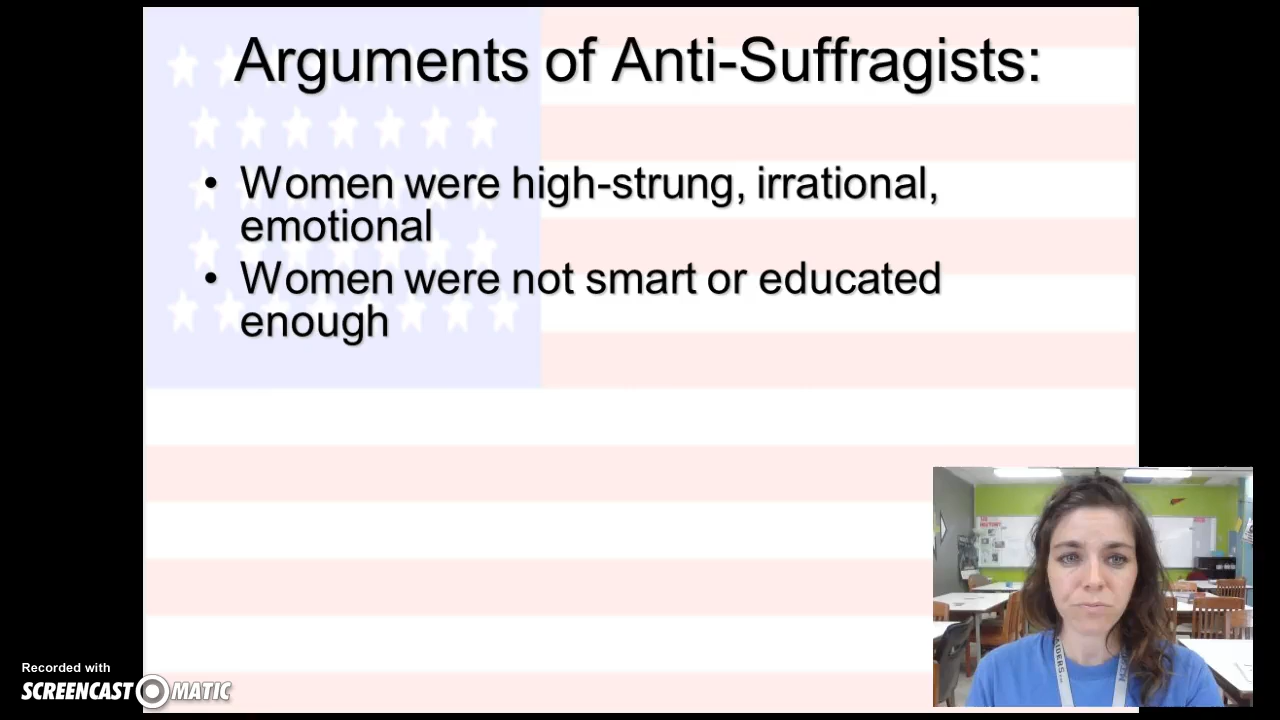 Arguments of Anti-Suffragists:
• Women were high-strung, irrational,
emotional
• Women were not smart or educated
enough
Recorded with
SCREENCAST MATIC